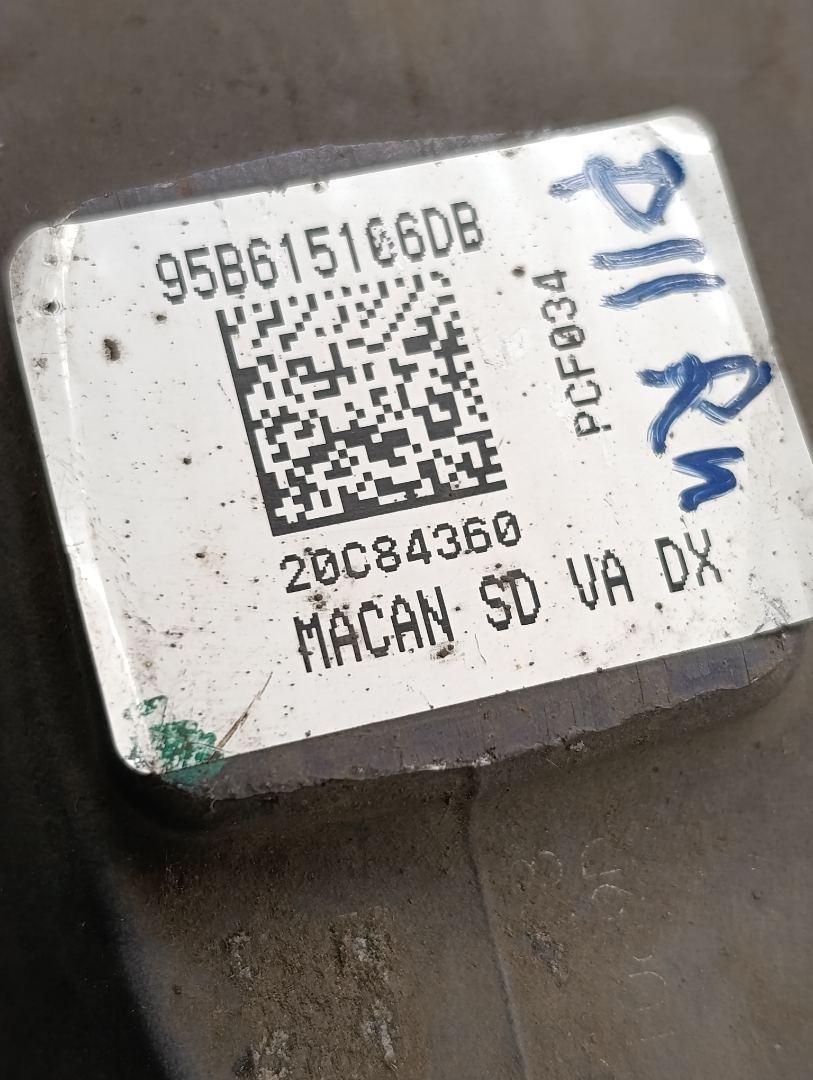 95B615106DB
PCF034
20C84360
MACAN SD VA DX